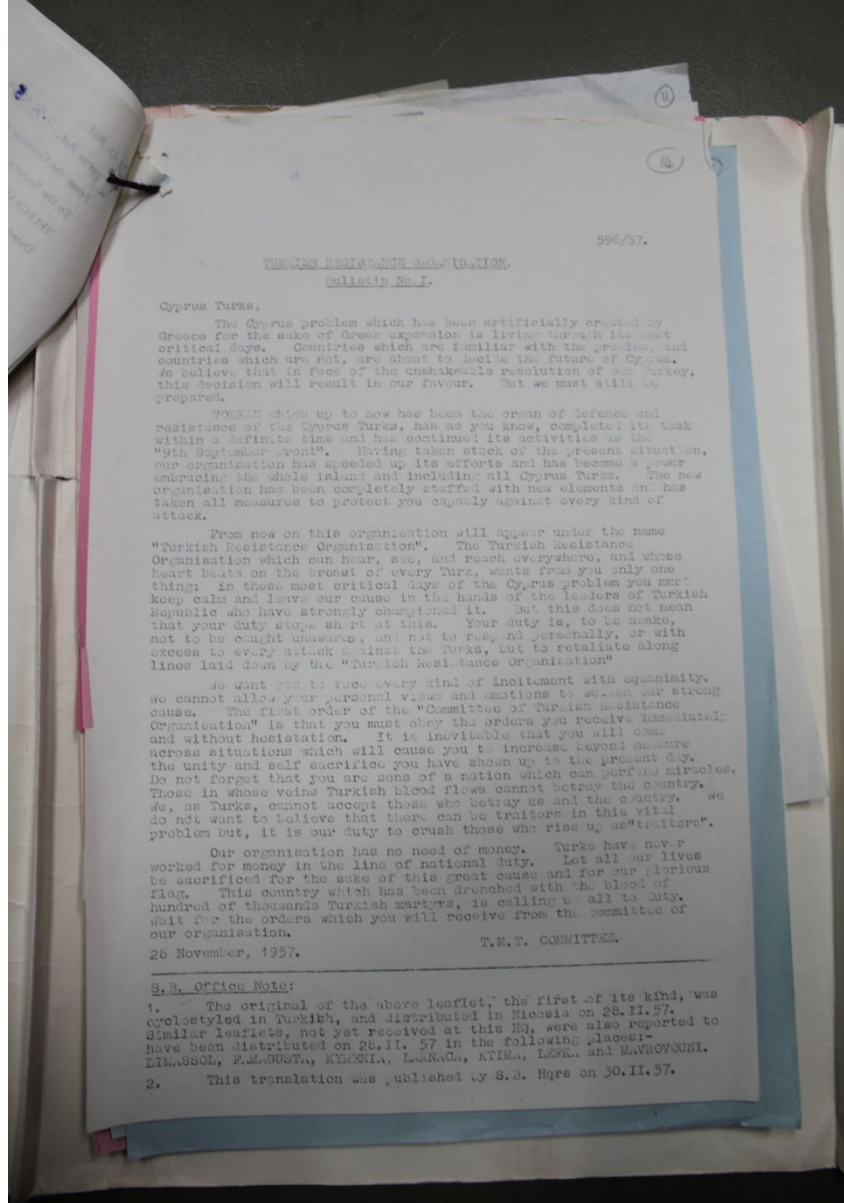 11
14
596/57.
TURKISH RESISTANCE ORGANISATION.
Bulletin No.I.
Cyprus Turks,
The Cyprus problem which has been artificially created by
Greece for the sake of Greek expansion is living through its most
critical days. Countries which are familiar with the problem, and
countries which are not, are about to decide the future of Cyprus.
We believe that in face of the unshakeable resolution of our Turkey,
this decision will result in our favour. But we must still be
prepared.
VOLKAN which up to now has been the organ of defence and
resistance of the Cyprus Turks, has as you know, completed its task
within a definite time and has continued its activities as the
"9th September Front". Having taken stock of the present situation,
our organisation has speeded up its efforts and has become a power
embracing the whole island and including all Cyprus Turks. The new
organisation has been completely staffed with new elements and has
taken all measures to protect you capably against every kind of
attack.
From now on this organisation will appear under the name
"Turkish Resistance Organisation". The Turkish Resistance
Organisation which can hear, see, and reach everywhere, and whose
heart beats on the breast of every Turk, wants from you only one
thing: in these most critical days of the Cyprus problem you must
keep calm and leave our cause in the hands of the leaders of Turkish
Republic who have strongly championed it. But this does not mean
that your duty stops short at this. Your duty is, to be awake,
not to be caught unawares, and not to respond personally, or with
excess to every attack against the Turks, but to retaliate along
lines laid down by the "Turkish Resistance Organisation"
We want you to face every kind of incitement with equanimity.
We cannot allow your personal views and emotions to weaken our strong
cause. The first order of the "Committee of Turkish Resistance
Organisation" is that you must obey the orders you receive immediately
and without hesistation. It is inevitable that you will come
across situations which will cause you to increase beyond measure
the unity and self sacrifice you have shown up to the present day.
Do not forget that you are sons of a nation which can perform miracles.
Those in whose veins Turkish blood flows cannot betray the country.
We, as Turks, cannot accept those who betray us and the country. We
do not want to believe that there can be traitors in this vital
problem but, it is our duty to crush those who rise up as"traitors".
Our organisation has no need of money. Turks have never
worked for money in the line of national duty. Let all our lives
be sacrificed for the sake of this great cause and for our glorious
flag. This country which has been drenched with the blood of
hundred of thousands Turkish martyrs, is calling us all to duty.
Wait for the orders which you will receive from the committee of
our organisation.
T.M.T. COMMITTEE.
28 November, 1957.
S.B. Office Note:
1. The original of the above leaflet, the first of its kind, was
cyclostyled in Turkish, and distributed in Nicosia on 28.II.57.
Similar leaflets, not yet received at this HQ, were also reported to
have been distributed on 28.II. 57 in the following places:-
LIMASSOL, FAMAGUSTA, KYRENIA, LARNACA, KTIMA, LEFKA and MAVROVOUNI.
2. This translation was published by S.B. Hqrs on 30.II.57.